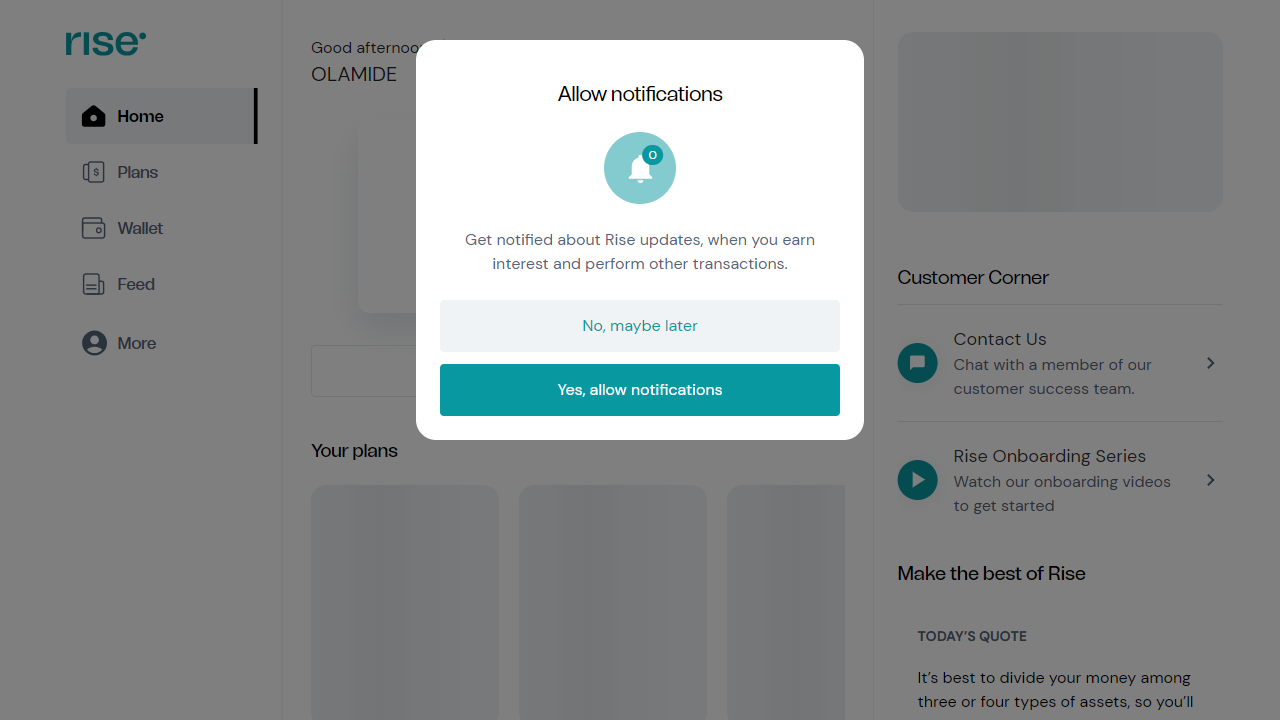 rise
Home
Plans
Wallet
Feed
More
Good afternoo
OLAMIDE
Your plans
Allow notifications
0
Get notified about Rise updates, when you earn
interest and perform other transactions.
No, maybe later
Yes, allow notifications
Customer Corner
Contact Us
Chat with a member of our
customer success team.
Rise Onboarding Series
Watch our onboarding videos
to get started
Make the best of Rise
TODAY'S QUOTE
It's best to divide your money among
three or four types of assets, so you'll